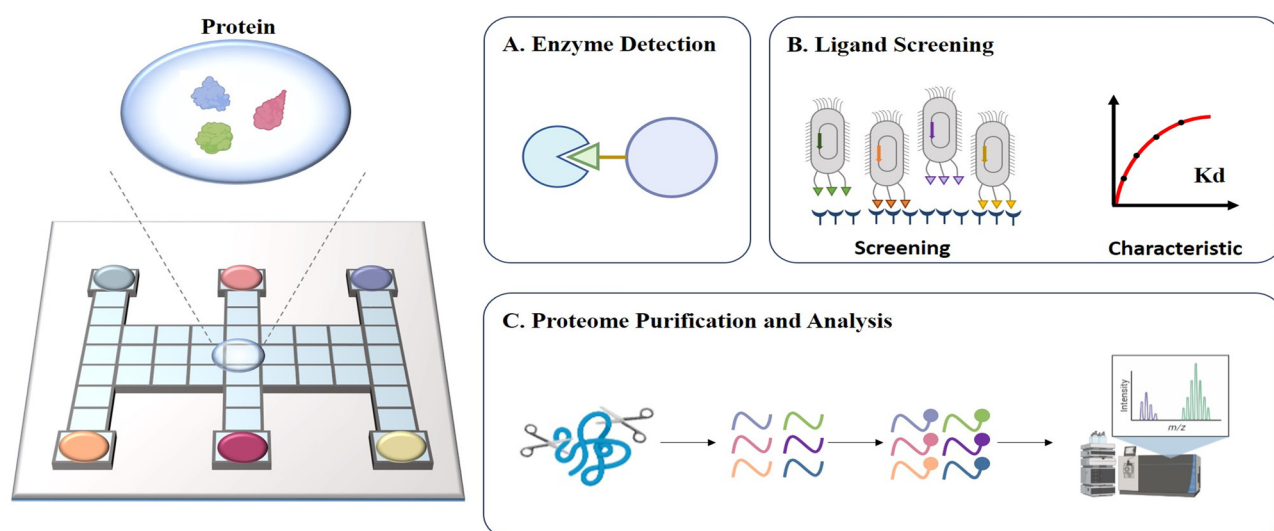 Protein
A. Enzyme Detection
B. Ligand Screening
Kd
Screening
Characteristic
C. Proteome Purification and Analysis
Intensity
m/z